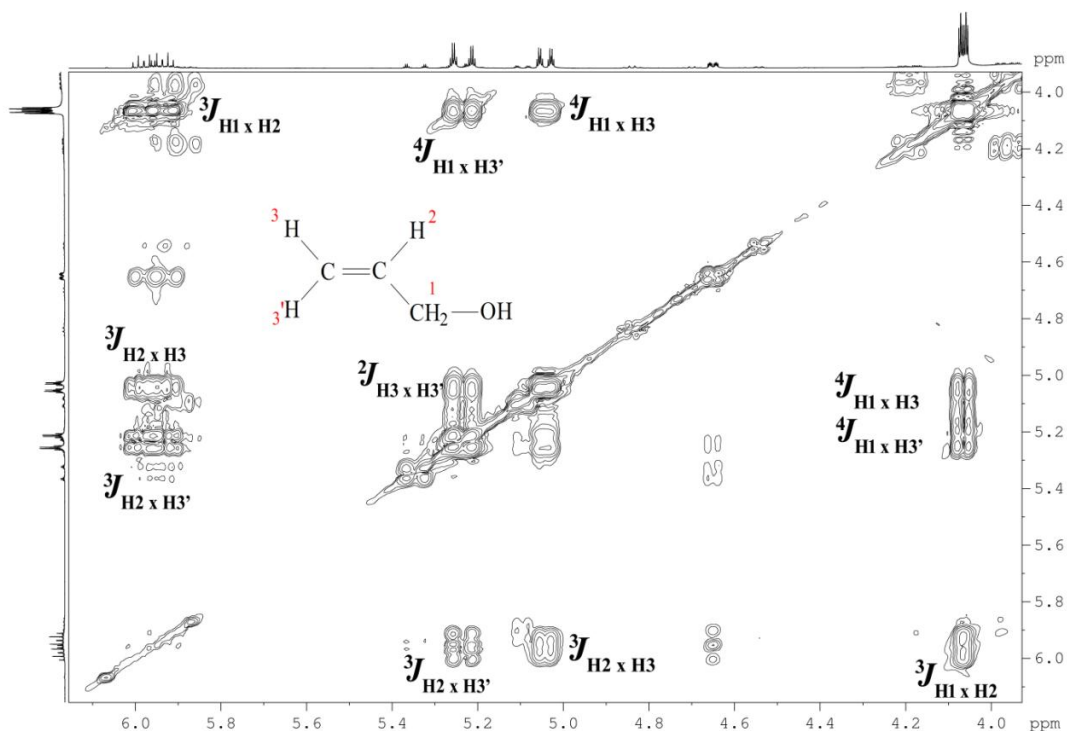 ppm
³J H1 x H2
⁴J H1 x H3'
⁴J H1 x H3
4.0
4.2
4.4
4.6
4.8
5.0
5.2
5.4
5.6
5.8
6.0
3 H
H 2
C=C
3' H
1
CH₂—OH
³J H2 x H3
²J H3 x H3'
⁴J H1 x H3
⁴J H1 x H3'
³J H2 x H3'
³J H2 x H3'
³J H2 x H3
³J H1 x H2
6.0 5.8 5.6 5.4 5.2 5.0 4.8 4.6 4.4 4.2 4.0 ppm